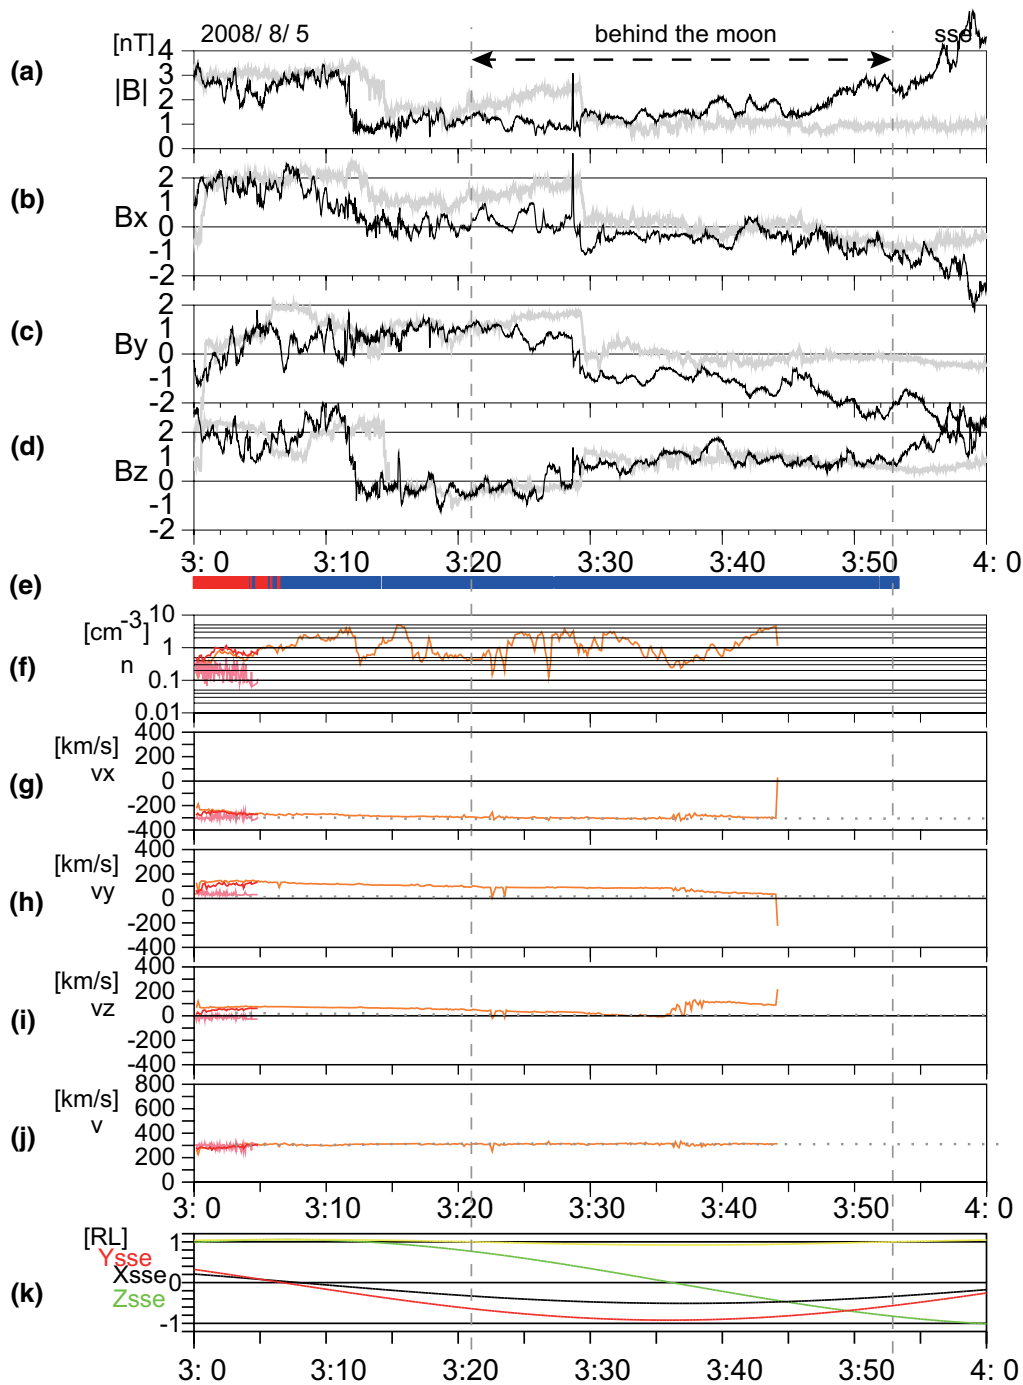 [nT] 2008/ 8/ 5 behind the moon sse
(a) |B| 4 3 2 1 0
(b) Bx 2 1 0 -1 -2
(c) By 2 1 0 -1 -2
(d) Bz 2 1 0 -1 -2
3: 0 3:10 3:20 3:30 3:40 3:50 4: 0
(e)
[cm-3] 10
(f) n 1 0.1 0.01
[km/s] 400
(g) vx 200 0 -200 -400
[km/s] 400
(h) vy 200 0 -200 -400
[km/s] 400
(i) vz 200 0 -200 -400
[km/s] 800
(j) v 600 400 200 0
3: 0 3:10 3:20 3:30 3:40 3:50 4: 0
[RL] 1
Ysse
Xsse 0
(k) Zsse
-1
3: 0 3:10 3:20 3:30 3:40 3:50 4: 0